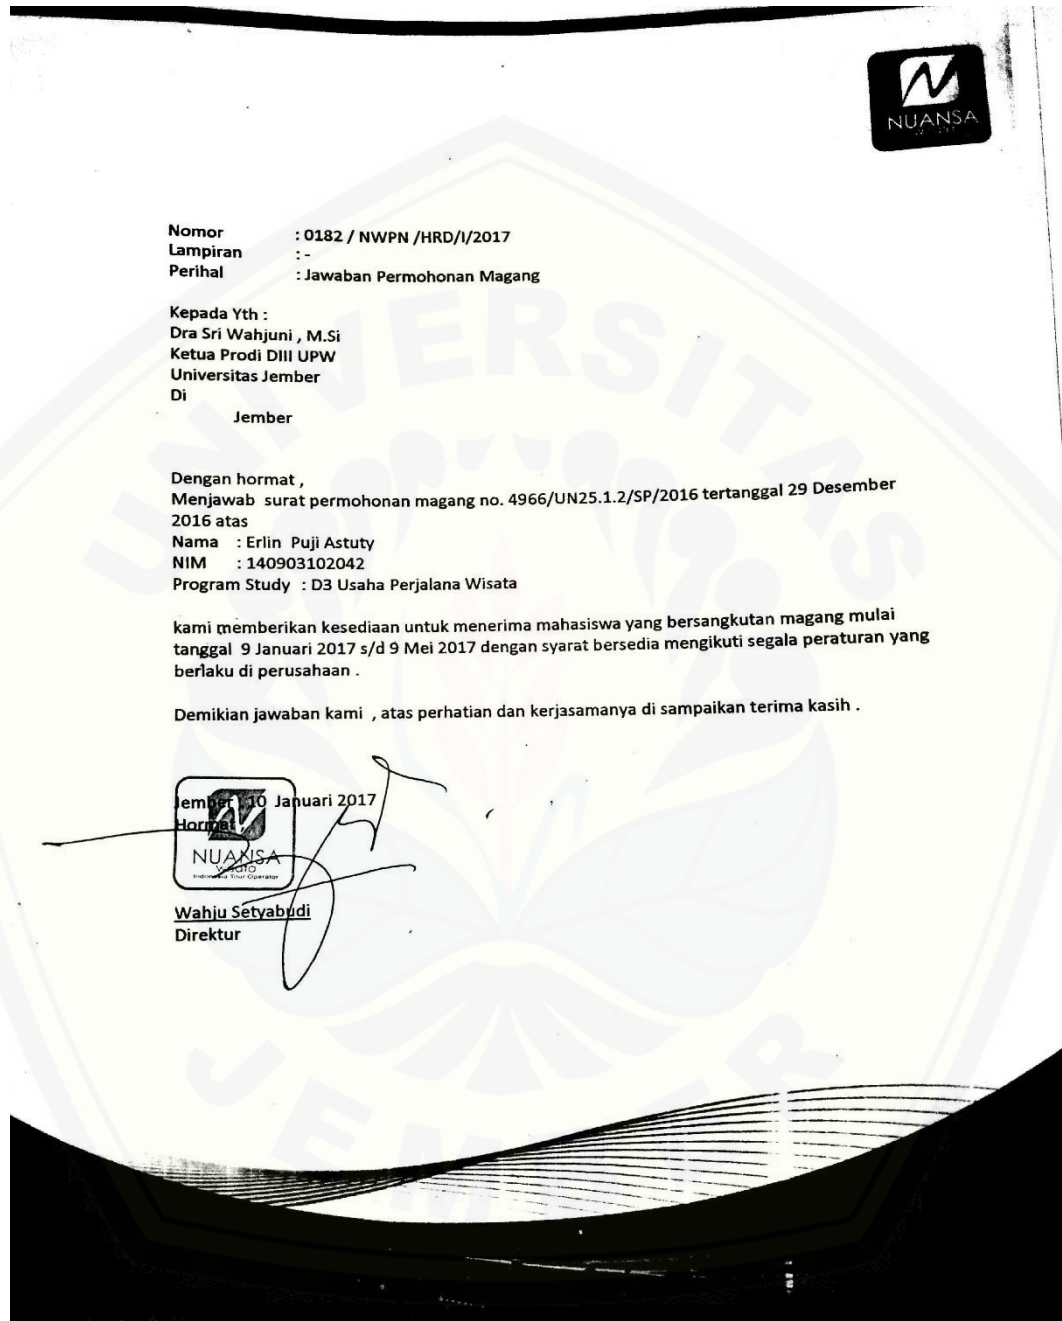 NUANSA
Nomor : 0182 / NWPN /HRD/I/2017
Lampiran : -
Perihal : Jawaban Permohonan Magang
Kepada Yth :
Dra Sri Wahjuni , M.Si
Ketua Prodi DIII UPW
Universitas Jember
Di
Jember
Dengan hormat ,
Menjawab surat permohonan magang no. 4966/UN25.1.2/SP/2016 tertanggal 29 Desember
2016 atas
Nama : Erlin Puji Astuty
NIM : 140903102042
Program Study : D3 Usaha Perjalana Wisata
kami memberikan kesediaan untuk menerima mahasiswa yang bersangkutan magang mulai
tanggal 9 Januari 2017 s/d 9 Mei 2017 dengan syarat bersedia mengikuti segala peraturan yang
berlaku di perusahaan .
Demikian jawaban kami , atas perhatian dan kerjasamanya di sampaikan terima kasih .
Jember, 10 Januari 2017
Hormat
NUANSA
Indonesia Tour Operator
Wahju Setyabudi
Direktur
UNIVERSITAS
JEMBER